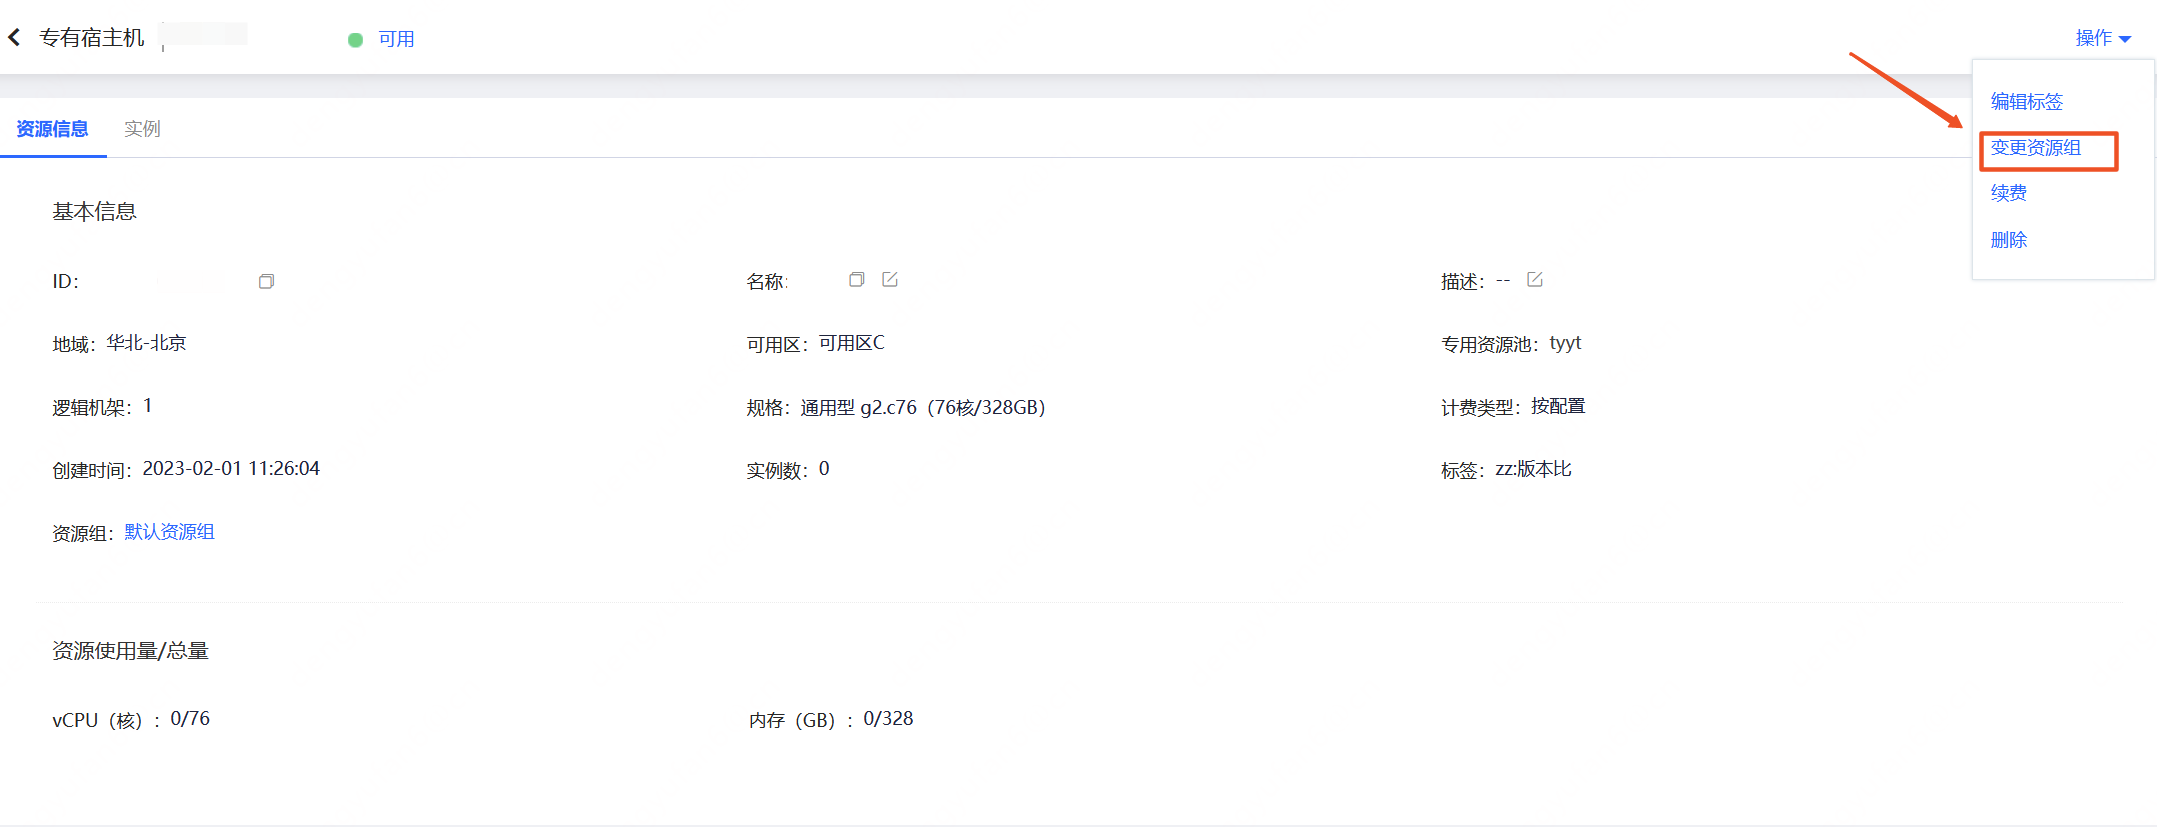 专有宿主机
可用
操作
编辑标签
变更资源组
续费
删除
资源信息 实例
基本信息
ID:
名称:
描述: --
地域: 华北-北京
可用区: 可用区C
专用资源池: tyyt
逻辑机架: 1
规格: 通用型 g2.c76（76核/328GB）
计费类型: 按配置
创建时间: 2023-02-01 11:26:04
实例数: 0
标签: zz:版本比
资源组: 默认资源组
资源使用量/总量
vCPU（核）: 0/76
内存（GB）: 0/328